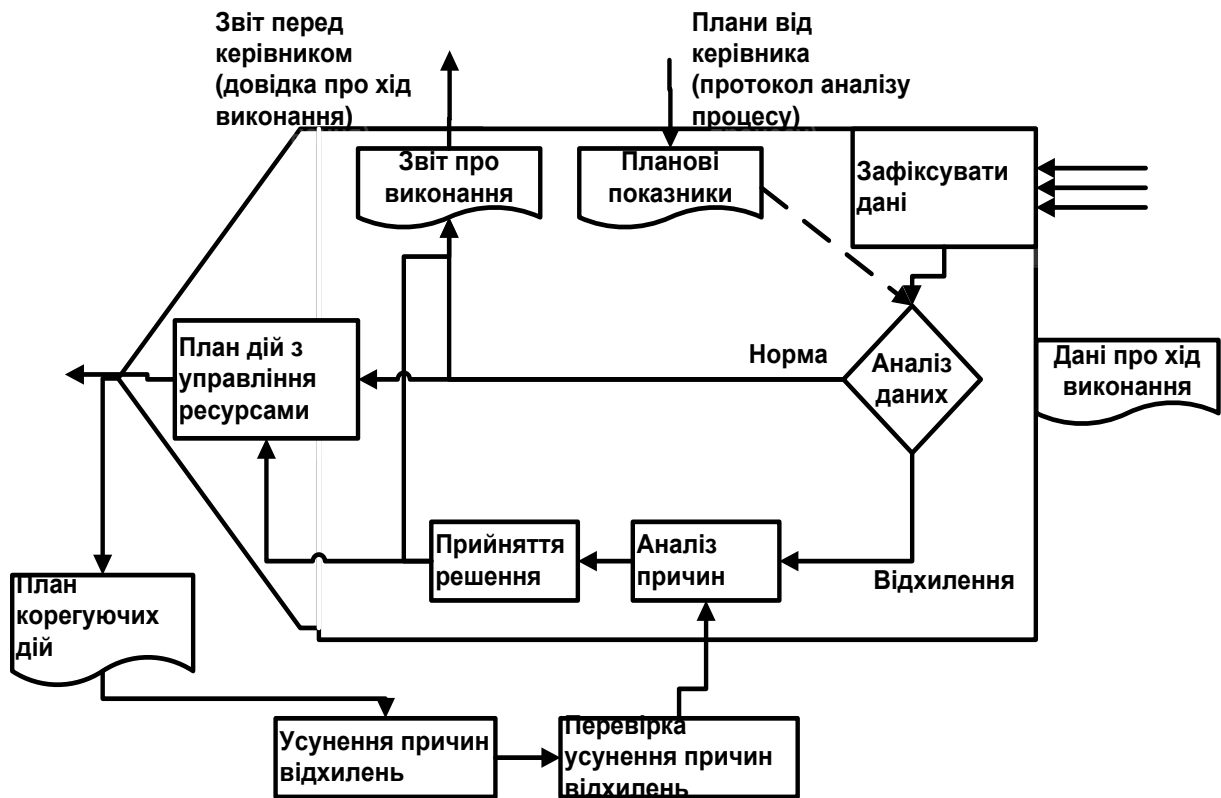 Звіт перед
керівником
(довідка про хід
виконання)
Плани від
керівника
(протокол аналізу
процесу)
Звіт про
виконання
Планові
показники
Зафіксувати
дані
План дій з
управління
ресурсами
Норма
Аналіз
даних
Дані про хід
виконання
Прийняття
решення
Аналіз
причин
Відхилення
План
корегуючих
дій
Усунення причин
відхилень
Перевірка
усунення причин
відхилень